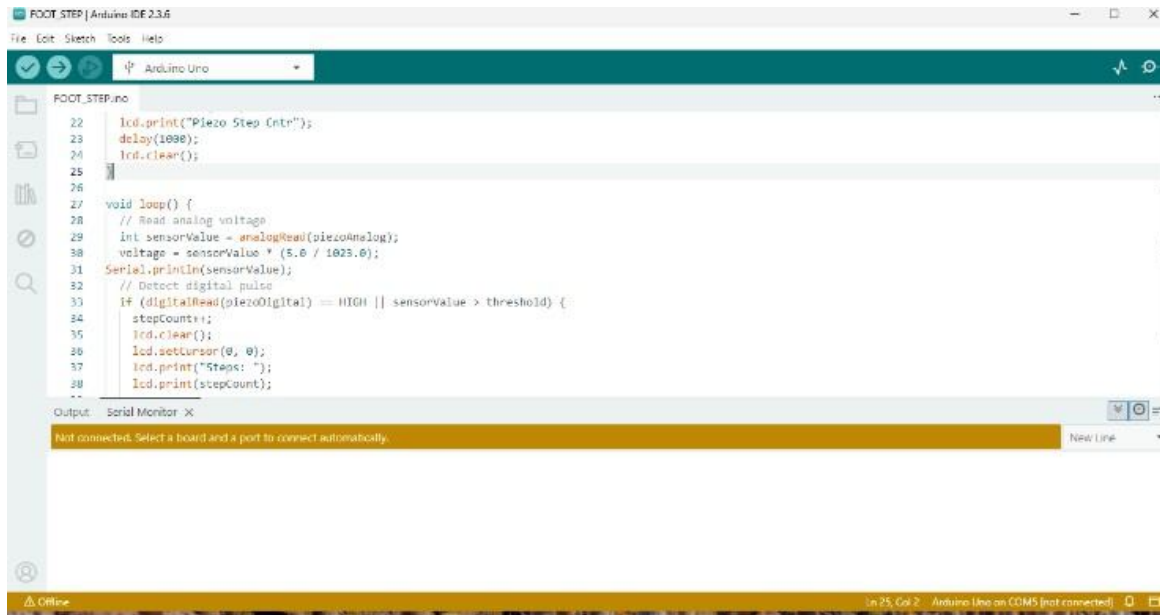 FOOT_STEP | Arduino IDE 2.3.6
File Edit Sketch Tools Help
Arduino Uno
FOOT_STEP.ino
22 lcd.print("Piezo Step Cntr");
23 delay(1000);
24 lcd.clear();
25 }
26
27 void loop() {
28 // Read analog voltage
29 int sensorValue = analogRead(piezoAnalog);
30 voltage = sensorValue * (5.0 / 1023.0);
31 Serial.println(sensorValue);
32 // Detect digital pulse
33 if (digitalRead(piezoDigital) == HIGH || sensorValue > threshold) {
34 stepCount++;
35 lcd.clear();
36 lcd.setCursor(0, 0);
37 lcd.print("Steps: ");
38 lcd.print(stepCount);
Output Serial Monitor
Not connected. Select a board and a port to connect automatically.
New Line
Offline
Ln 25, Col 2 Arduino Uno on COM5 [not connected]